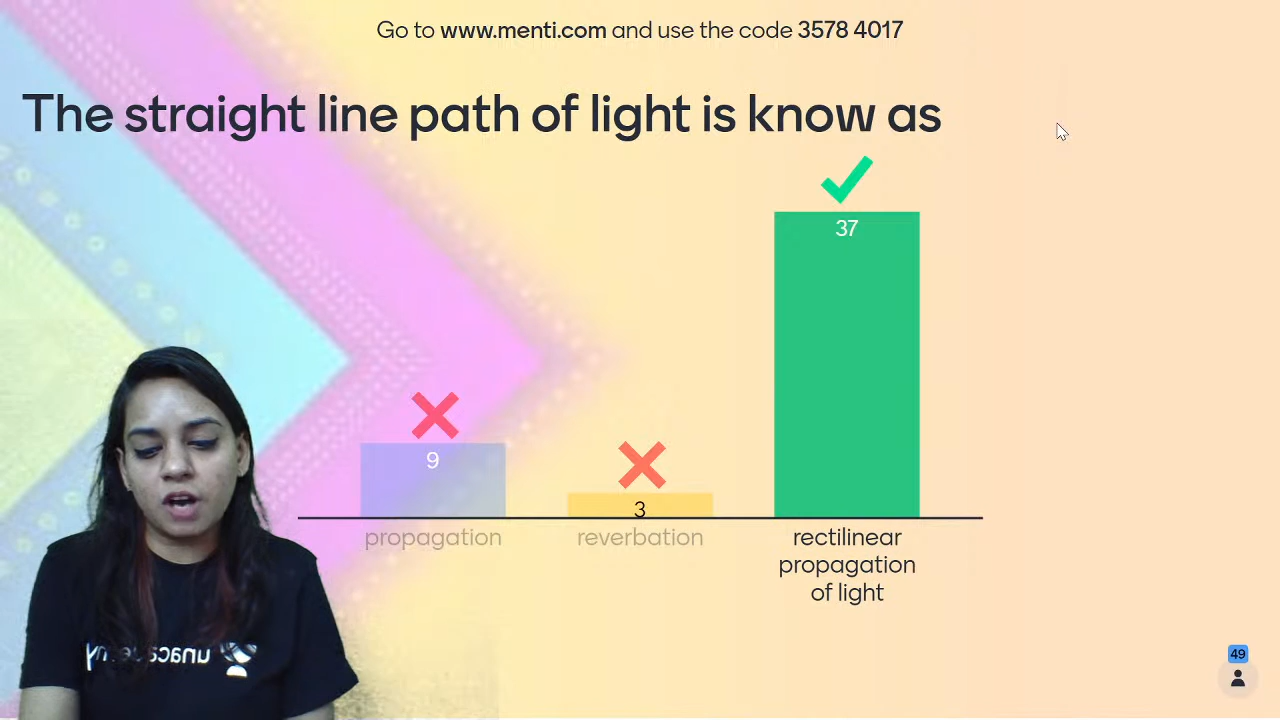 Go to www.menti.com and use the code 3578 4017
The straight line path of light is know as
37
9
3
propagation
reverbation
rectilinear
propagation
of light
unacademy
49